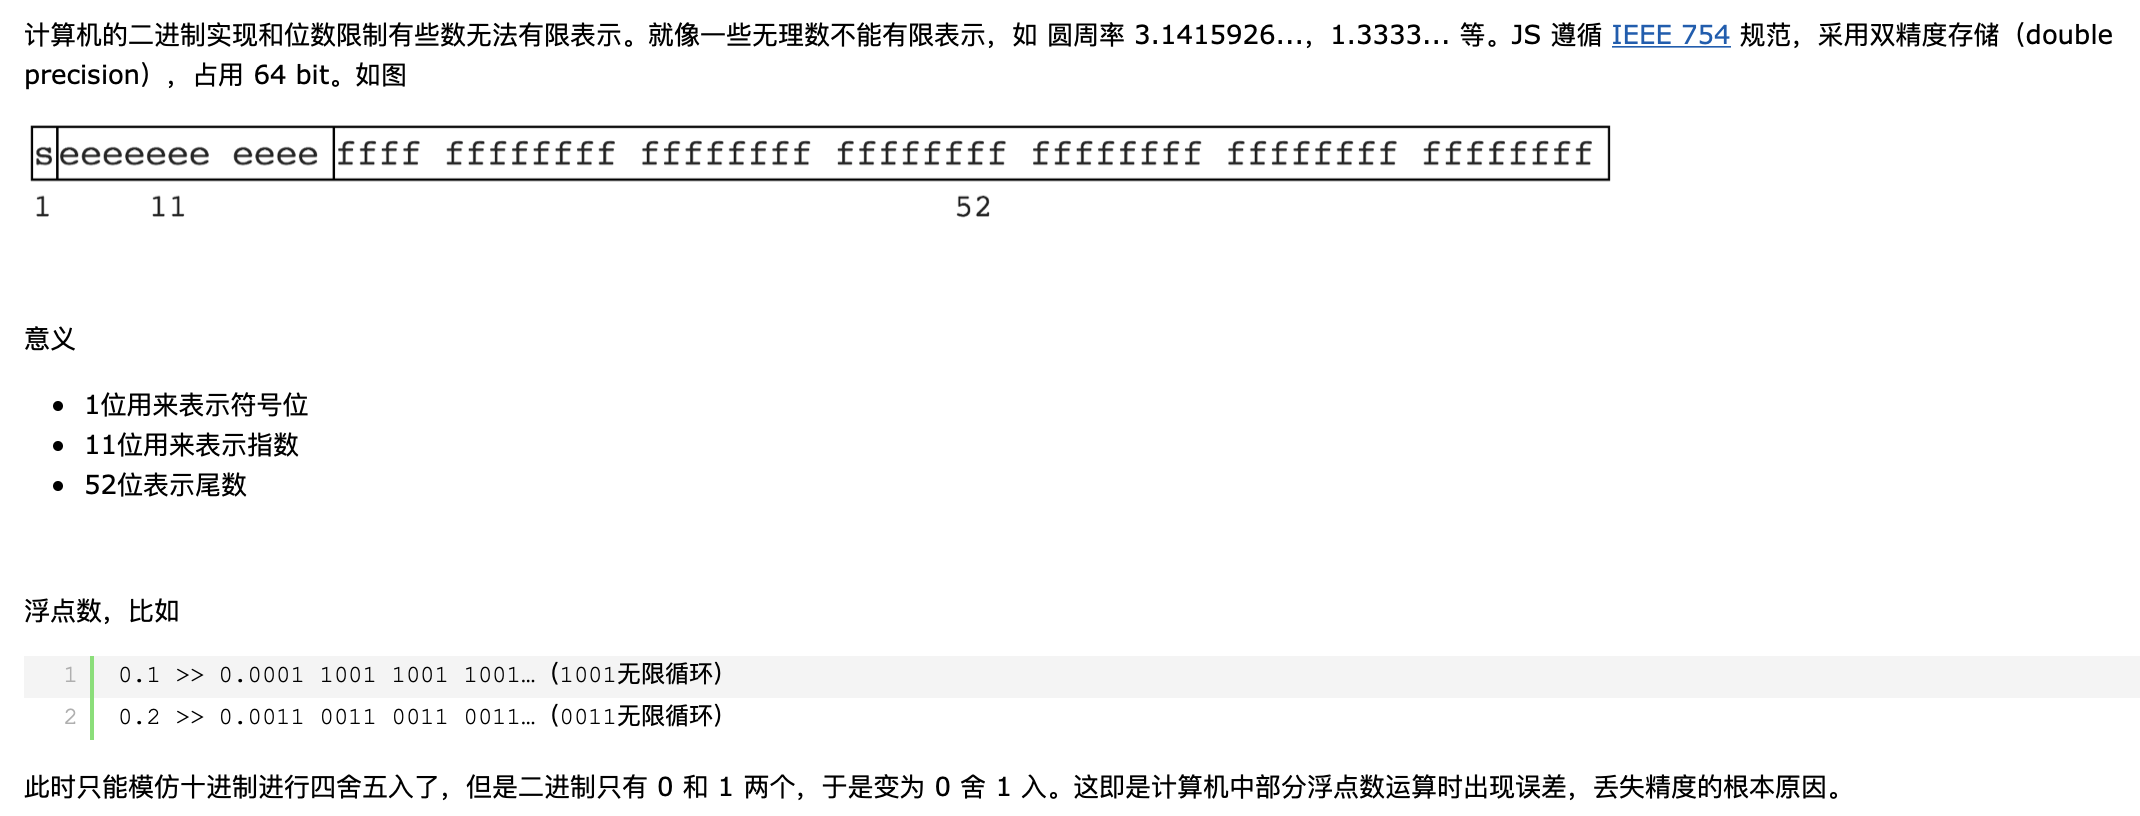 计算机的二进制实现和位数限制有些数无法有限表示。就像一些无理数不能有限表示，如 圆周率 3.1415926...，1.3333... 等。JS 遵循 IEEE 754 规范，采用双精度存储（double
precision），占用 64 bit。如图
seeeeeee eeee ffff ffffffff ffffffff ffffffff ffffffff ffffffff ffffffff
1 11 52
意义
• 1位用来表示符号位
• 11位用来表示指数
• 52位表示尾数
浮点数，比如
1 0.1 >> 0.0001 1001 1001 1001…（1001无限循环）
2 0.2 >> 0.0011 0011 0011 0011…（0011无限循环）
此时只能模仿十进制进行四舍五入了，但是二进制只有 0 和 1 两个，于是变为 0 舍 1 入。这即是计算机中部分浮点数运算时出现误差，丢失精度的根本原因。